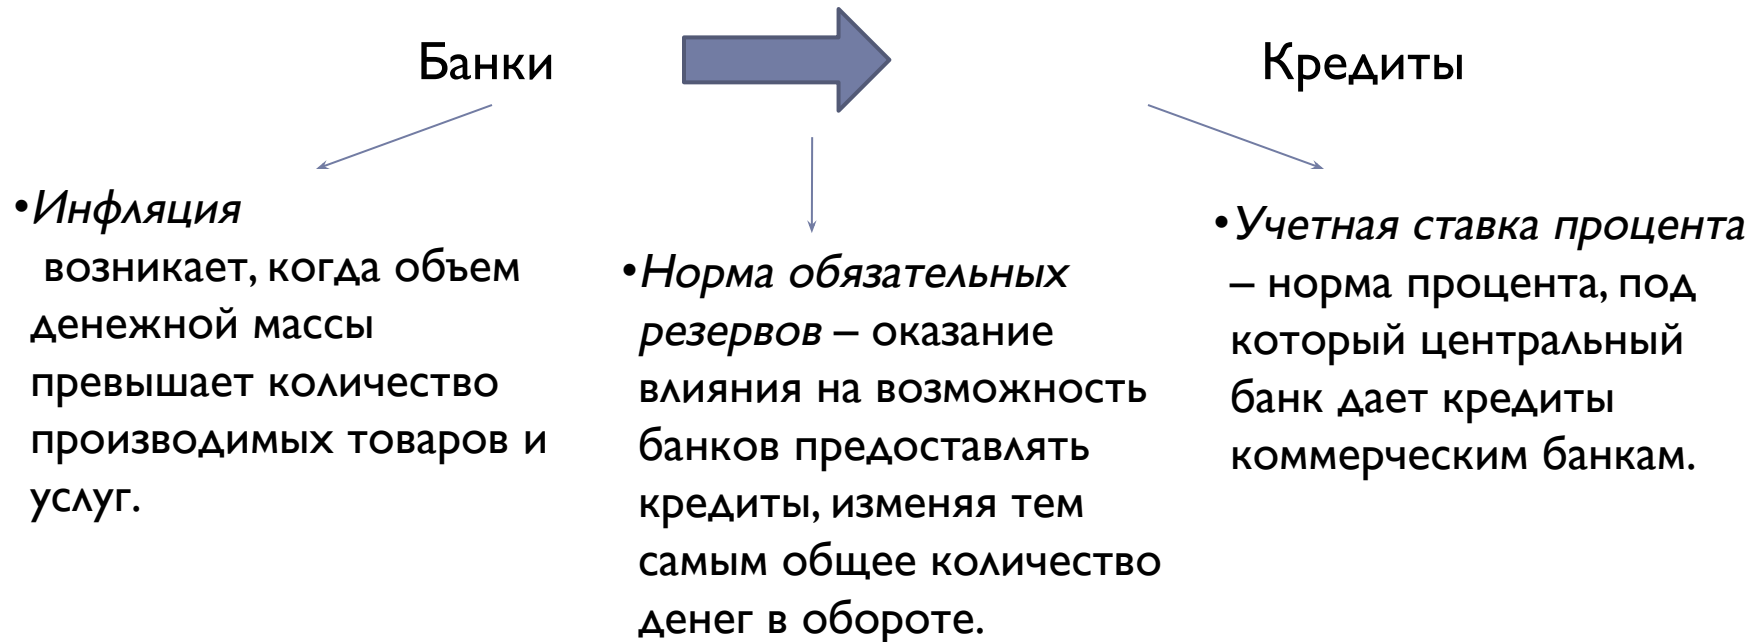 Банки
Кредиты
•Инфляция
возникает, когда объем
денежной массы
превышает количество
производимых товаров и
услуг.
•Норма обязательных
резервов – оказание
влияния на возможность
банков предоставлять
кредиты, изменяя тем
самым общее количество
денег в обороте.
•Учетная ставка процента
– норма процента, под
который центральный
банк дает кредиты
коммерческим банкам.